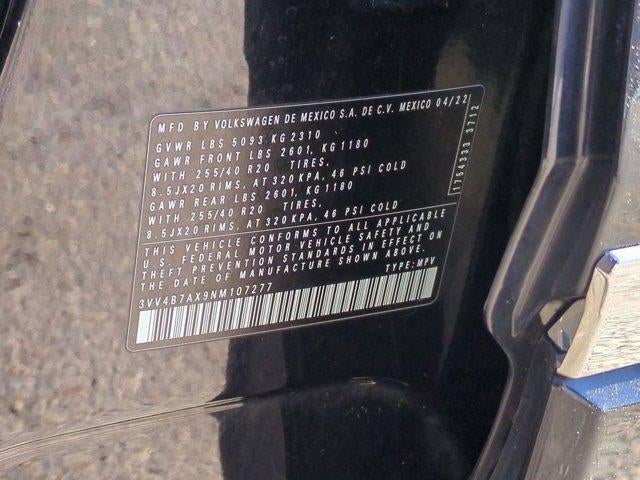 MFD BY VOLKSWAGEN DE MEXICO S.A. DE C.V. MEXICO 04/22
GVWR LBS 5093 KG 2310
GAWR FRONT LBS 2601, KG 1180
WITH 255/40 R20 TIRES,
8.5JX20 RIMS, AT 320 KPA, 46 PSI COLD
GAWR REAR LBS 2601, KG 1180
WITH 255/40 R20 TIRES,
8.5JX20 RIMS, AT 320 KPA, 46 PSI COLD
THIS VEHICLE CONFORMS TO ALL APPLICABLE
U.S. FEDERAL MOTOR VEHICLE SAFETY AND
THEFT PREVENTION STANDARDS IN EFFECT ON
THE DATE OF MANUFACTURE SHOWN ABOVE.
3VV4B7AX9NM107277 TYPE: MPV
1754333 3712